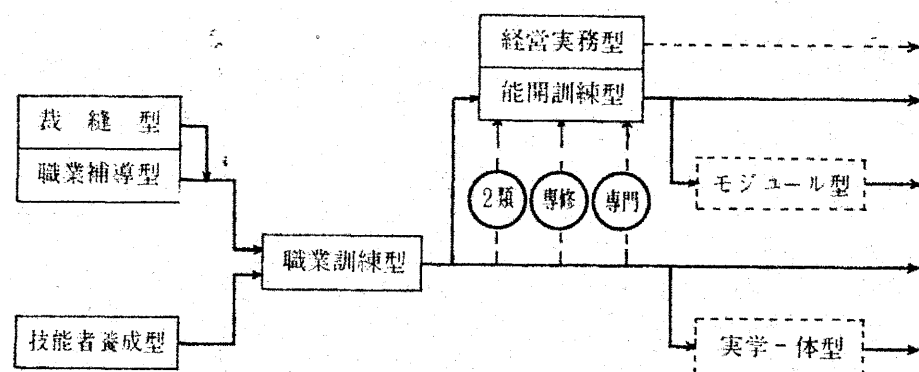 経営実務型
能開訓練型
裁縫型
職業補導型
モジュール型
2類
専修
専門
職業訓練型
技能者養成型
実学一体型